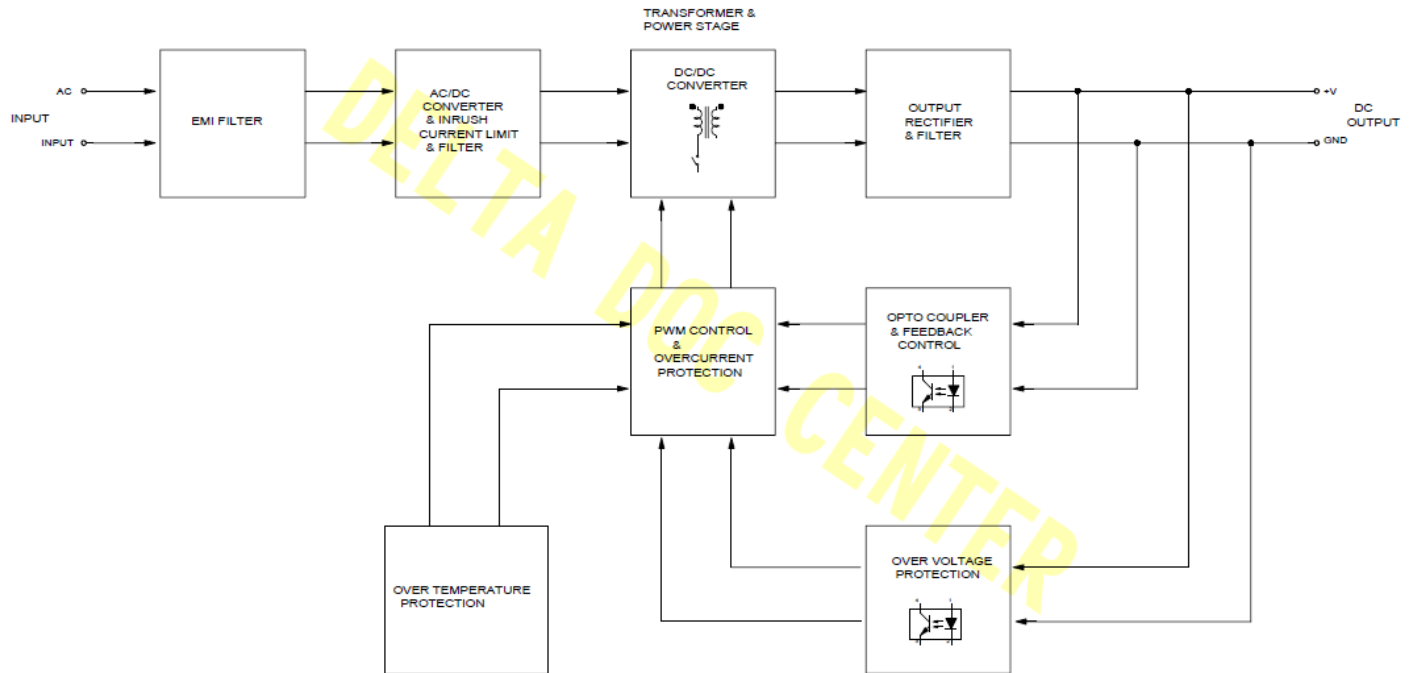 TRANSFORMER &
POWER STAGE
INPUT
AC
INPUT
EMI FILTER
AC/DC
CONVERTER
& INRUSH
CURRENT LIMIT
& FILTER
DC/DC
CONVERTER
OUTPUT
RECTIFIER
& FILTER
+V
GND
DC
OUTPUT
PWM CONTROL
&
OVERCURRENT
PROTECTION
OPTO COUPLER
& FEEDBACK
CONTROL
OVER TEMPERATURE
PROTECTION
OVER VOLTAGE
PROTECTION
DELTA DOC CENTER